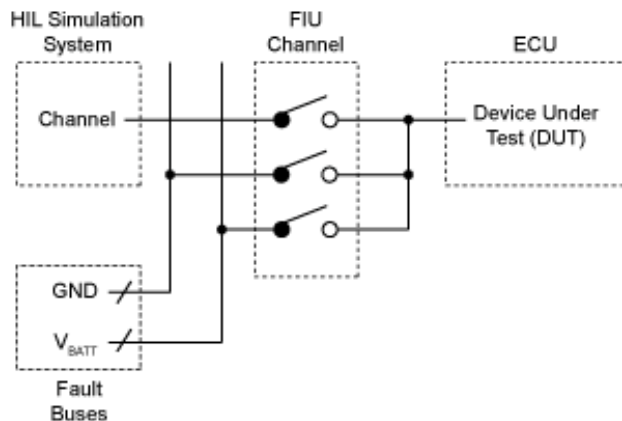 HIL Simulation
System
FIU
Channel
ECU
Channel
Device Under
Test (DUT)
GND
VBATT
Fault
Buses